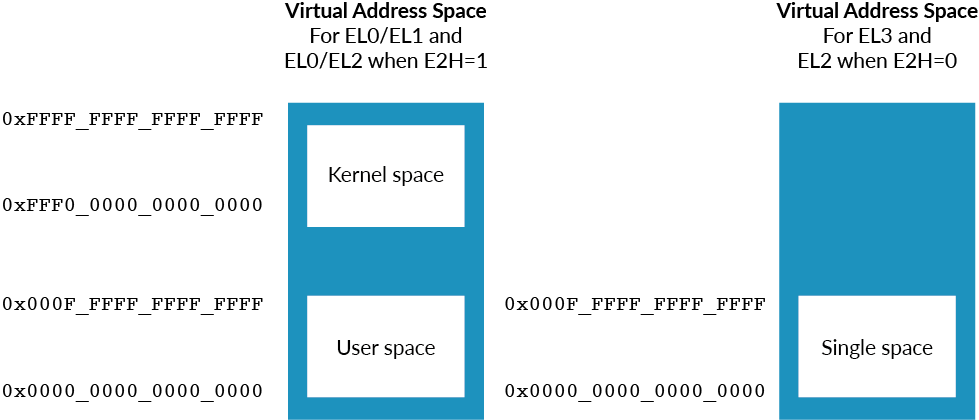 Virtual Address Space
For EL0/EL1 and
EL0/EL2 when E2H=1
0xFFFF_FFFF_FFFF_FFFF
Kernel space
0xFFF0_0000_0000_0000
0x000F_FFFF_FFFF_FFFF
User space
0x0000_0000_0000_0000
Virtual Address Space
For EL3 and
EL2 when E2H=0
0x000F_FFFF_FFFF_FFFF
Single space
0x0000_0000_0000_0000